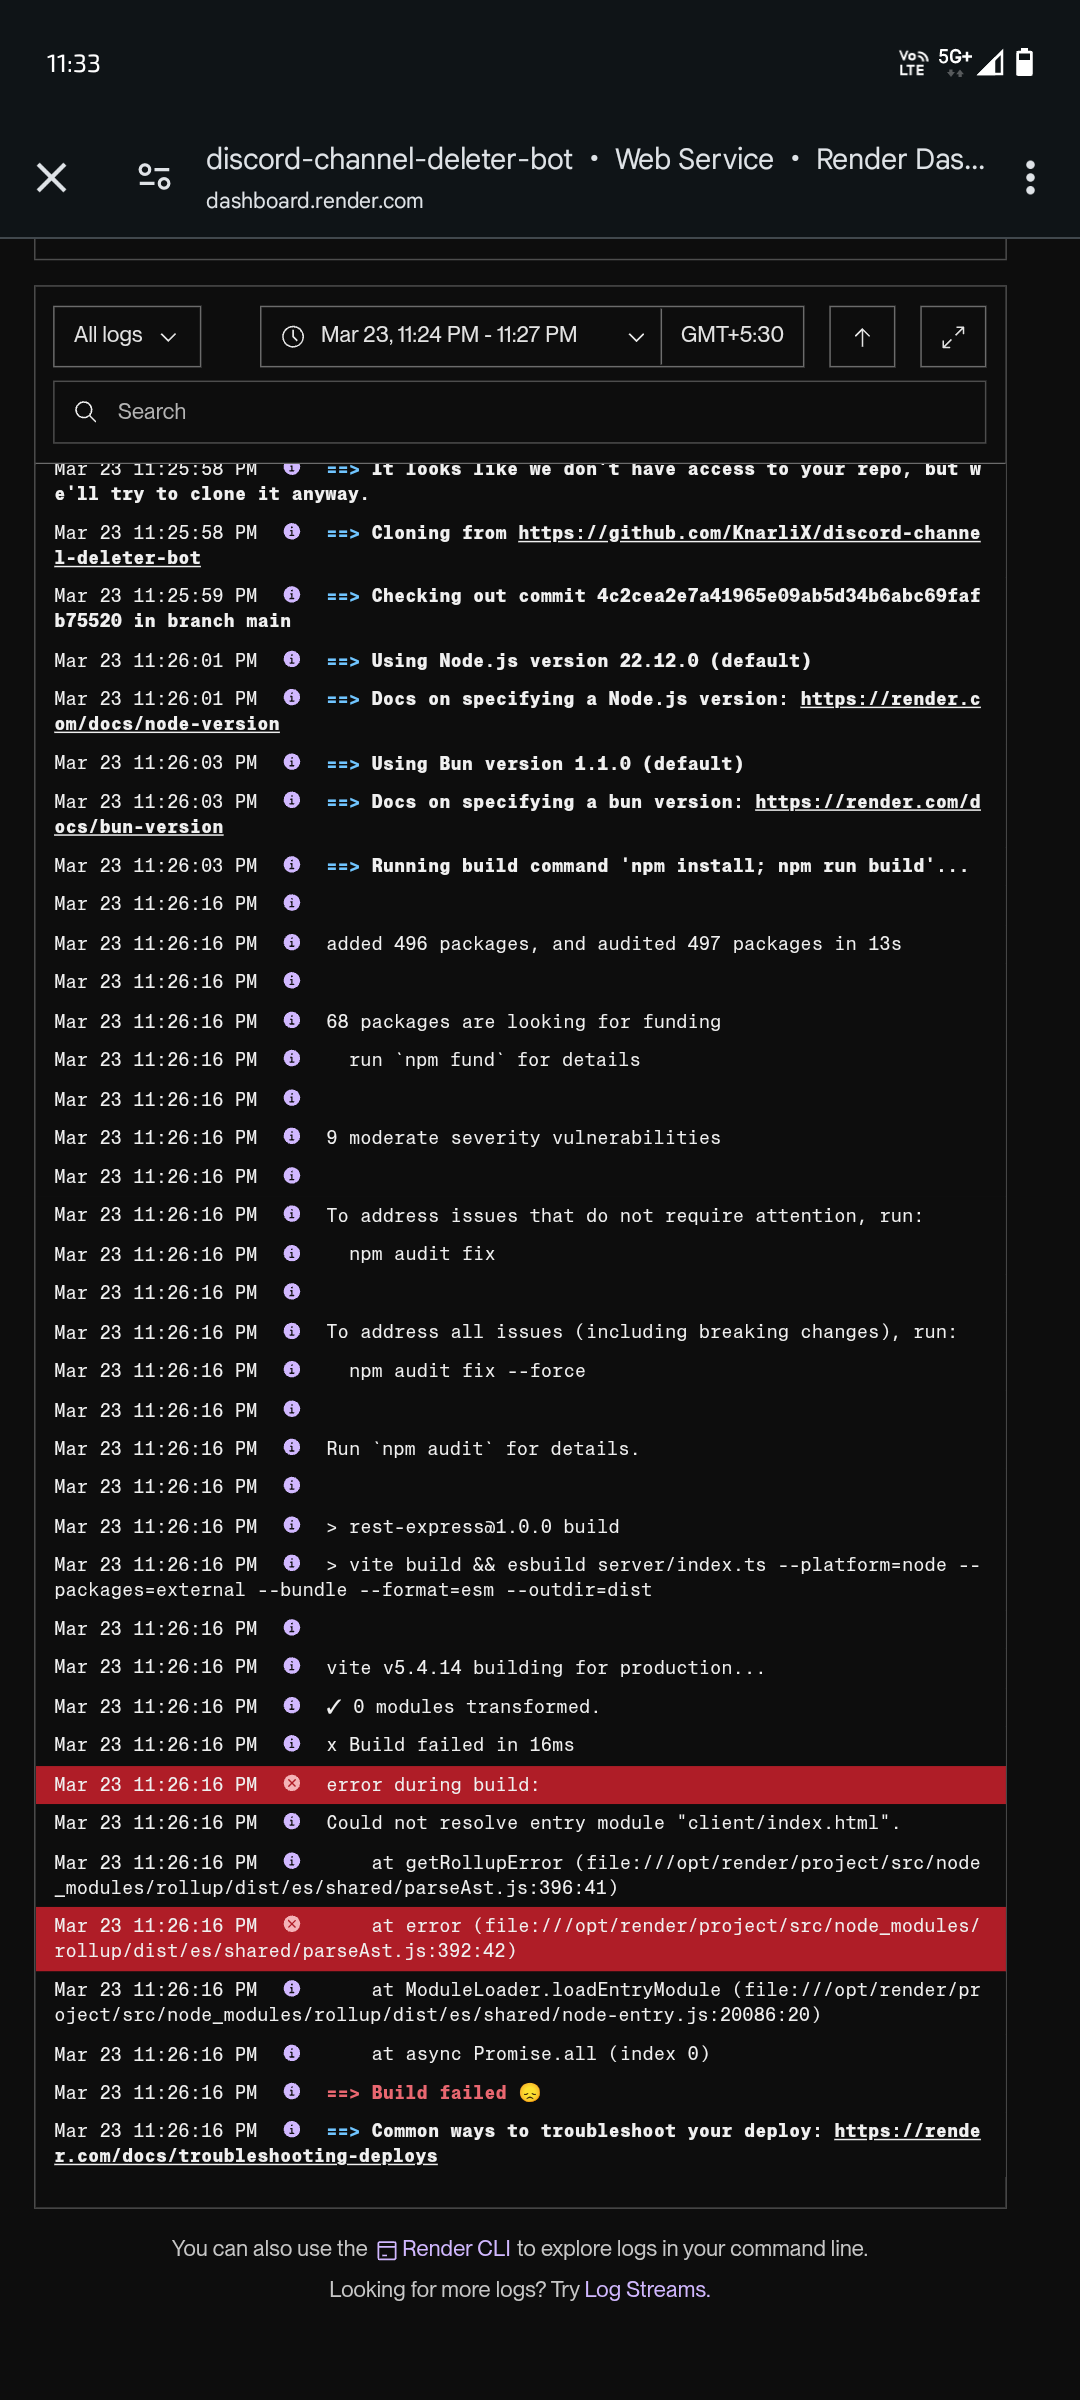 11:33
Vo LTE 5G+
discord-channel-deleter-bot • Web Service • Render Das...
dashboard.render.com
All logs
Mar 23, 11:24 PM - 11:27 PM
GMT+5:30
Search
Mar 23 11:25:58 PM ==> It looks like we don't have access to your repo, but w
e'll try to clone it anyway.
Mar 23 11:25:58 PM ==> Cloning from https://github.com/KnarliX/discord-channe
l-deleter-bot
Mar 23 11:25:59 PM ==> Checking out commit 4c2cea2e7a41965e09ab5d34b6abc69faf
b75520 in branch main
Mar 23 11:26:01 PM ==> Using Node.js version 22.12.0 (default)
Mar 23 11:26:01 PM ==> Docs on specifying a Node.js version: https://render.c
om/docs/node-version
Mar 23 11:26:03 PM ==> Using Bun version 1.1.0 (default)
Mar 23 11:26:03 PM ==> Docs on specifying a bun version: https://render.com/d
ocs/bun-version
Mar 23 11:26:03 PM ==> Running build command 'npm install; npm run build'...
Mar 23 11:26:16 PM
Mar 23 11:26:16 PM added 496 packages, and audited 497 packages in 13s
Mar 23 11:26:16 PM
Mar 23 11:26:16 PM 68 packages are looking for funding
Mar 23 11:26:16 PM run `npm fund` for details
Mar 23 11:26:16 PM
Mar 23 11:26:16 PM 9 moderate severity vulnerabilities
Mar 23 11:26:16 PM
Mar 23 11:26:16 PM To address issues that do not require attention, run:
Mar 23 11:26:16 PM npm audit fix
Mar 23 11:26:16 PM
Mar 23 11:26:16 PM To address all issues (including breaking changes), run:
Mar 23 11:26:16 PM npm audit fix --force
Mar 23 11:26:16 PM
Mar 23 11:26:16 PM Run `npm audit` for details.
Mar 23 11:26:16 PM
Mar 23 11:26:16 PM > rest-express@1.0.0 build
Mar 23 11:26:16 PM > vite build && esbuild server/index.ts --platform=node --
packages=external --bundle --format=esm --outdir=dist
Mar 23 11:26:16 PM
Mar 23 11:26:16 PM vite v5.4.14 building for production...
Mar 23 11:26:16 PM ✓ 0 modules transformed.
Mar 23 11:26:16 PM x Build failed in 16ms
Mar 23 11:26:16 PM error during build:
Mar 23 11:26:16 PM Could not resolve entry module "client/index.html".
Mar 23 11:26:16 PM at getRollupError (file:///opt/render/project/src/node
_modules/rollup/dist/es/shared/parseAst.js:396:41)
Mar 23 11:26:16 PM at error (file:///opt/render/project/src/node_modules/
rollup/dist/es/shared/parseAst.js:392:42)
Mar 23 11:26:16 PM at ModuleLoader.loadEntryModule (file:///opt/render/pr
oject/src/node_modules/rollup/dist/es/shared/node-entry.js:20086:20)
Mar 23 11:26:16 PM at async Promise.all (index 0)
Mar 23 11:26:16 PM ==> Build failed 😞
Mar 23 11:26:16 PM ==> Common ways to troubleshoot your deploy: https://rende
r.com/docs/troubleshooting-deploys
You can also use the Render CLI to explore logs in your command line.
Looking for more logs? Try Log Streams.